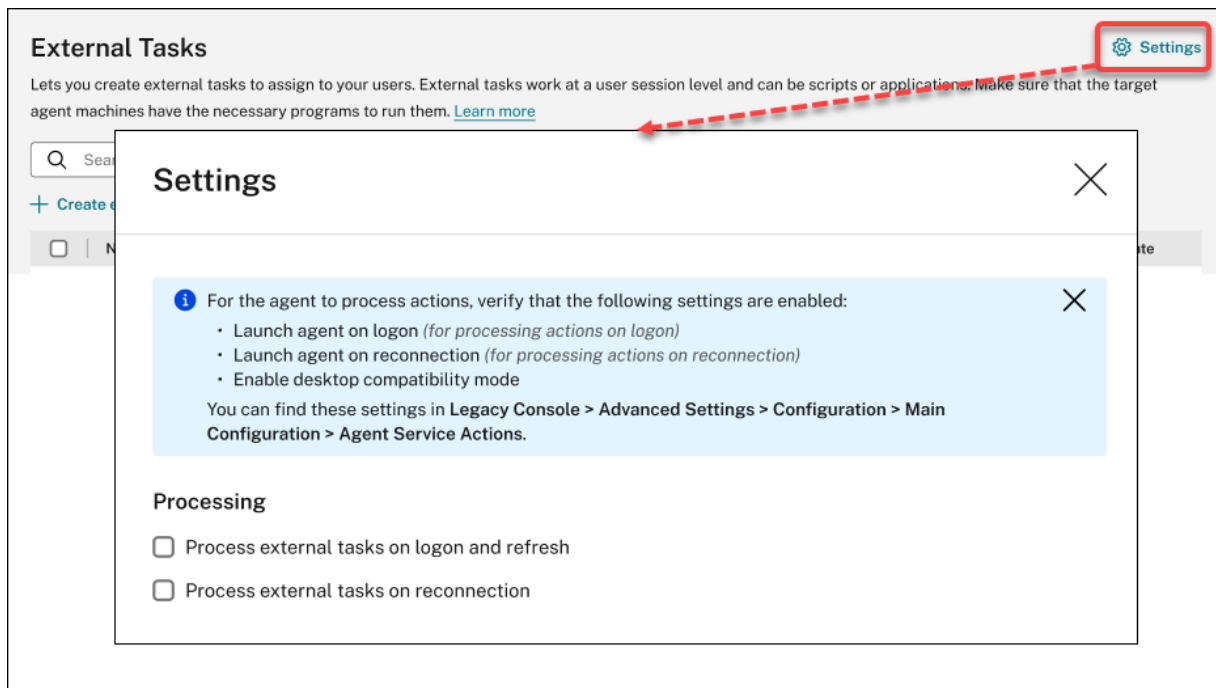 External Tasks
Settings
Lets you create external tasks to assign to your users. External tasks work at a user session level and can be scripts or applications. Make sure that the target
agent machines have the necessary programs to run them. Learn more
Settings
For the agent to process actions, verify that the following settings are enabled:
• Launch agent on logon (for processing actions on logon)
• Launch agent on reconnection (for processing actions on reconnection)
• Enable desktop compatibility mode
You can find these settings in Legacy Console > Advanced Settings > Configuration > Main
Configuration > Agent Service Actions.
Processing
Process external tasks on logon and refresh
Process external tasks on reconnection